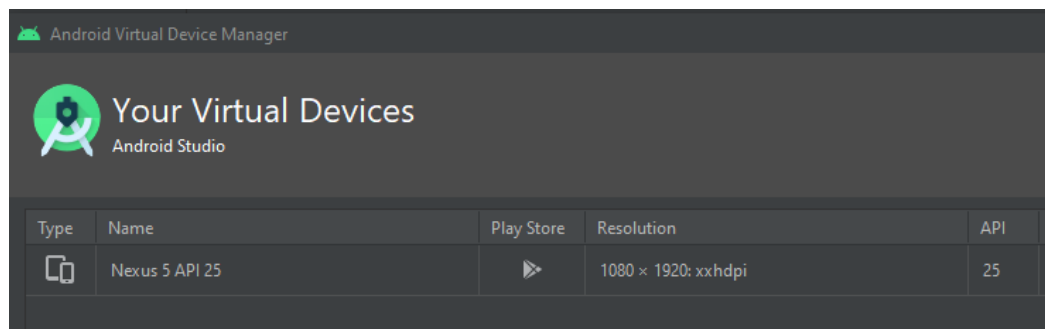 Android Virtual Device Manager
Your Virtual Devices
Android Studio
Type Name Play Store Resolution API
Nexus 5 API 25 1080 × 1920: xxhdpi 25